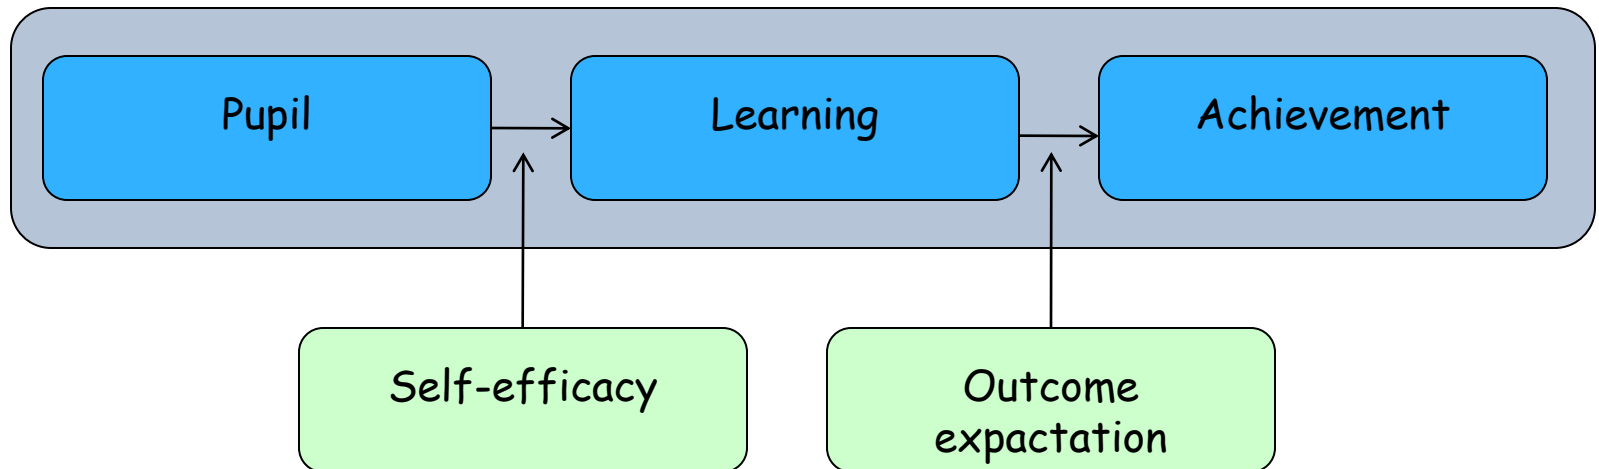 Pupil
Learning
Achievement
Self-efficacy
Outcome
expactation